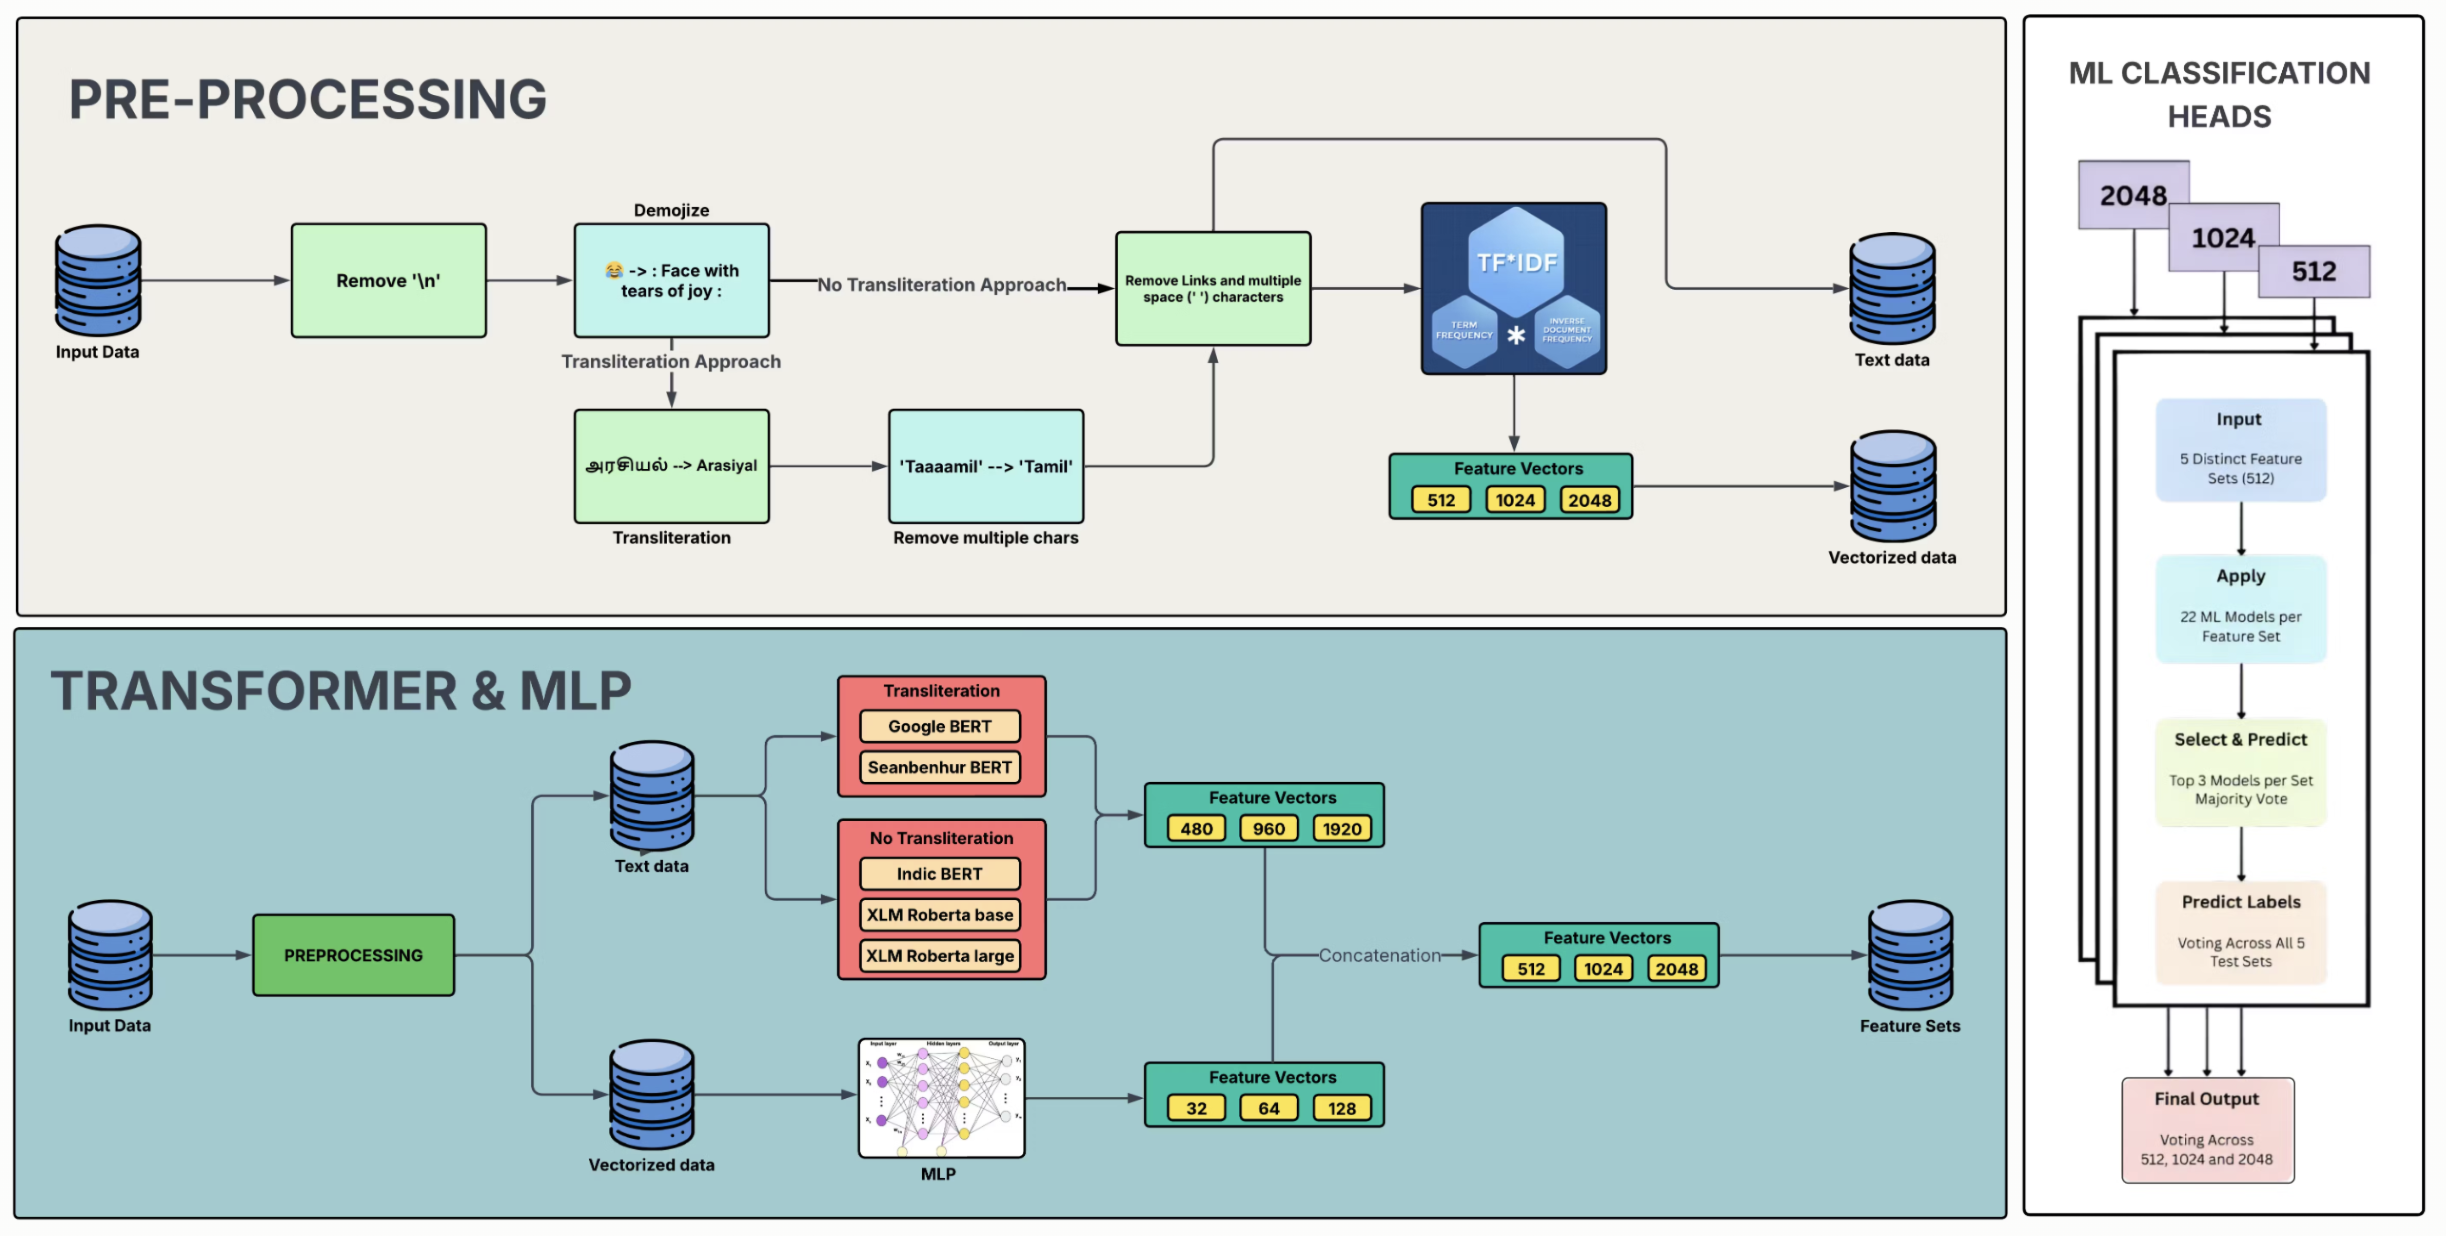 PRE-PROCESSING
Input Data
Remove '\n'
Demojize
😂 -> : Face with
tears of joy :
No Transliteration Approach
Transliteration Approach
அரசியல் --> Arasiyal
Transliteration
'Taaaamil' --> 'Tamil'
Remove multiple chars
Remove Links and multiple
space (' ') characters
TF*IDF
TERM
FREQUENCY
*
INVERSE
DOCUMENT
FREQUENCY
Feature Vectors
512 1024 2048
Text data
Vectorized data
TRANSFORMER & MLP
Input Data
PREPROCESSING
Text data
Vectorized data
Transliteration
Google BERT
Seanbenhur BERT
No Transliteration
Indic BERT
XLM Roberta base
XLM Roberta large
Input layer Hidden layers Output layer
MLP
Feature Vectors
480 960 1920
Feature Vectors
32 64 128
Concatenation
Feature Vectors
512 1024 2048
Feature Sets
ML CLASSIFICATION
HEADS
2048
1024
512
Input
5 Distinct Feature
Sets (512)
Apply
22 ML Models per
Feature Set
Select & Predict
Top 3 Models per Set
Majority Vote
Predict Labels
Voting Across All 5
Test Sets
Final Output
Voting Across
512, 1024 and 2048